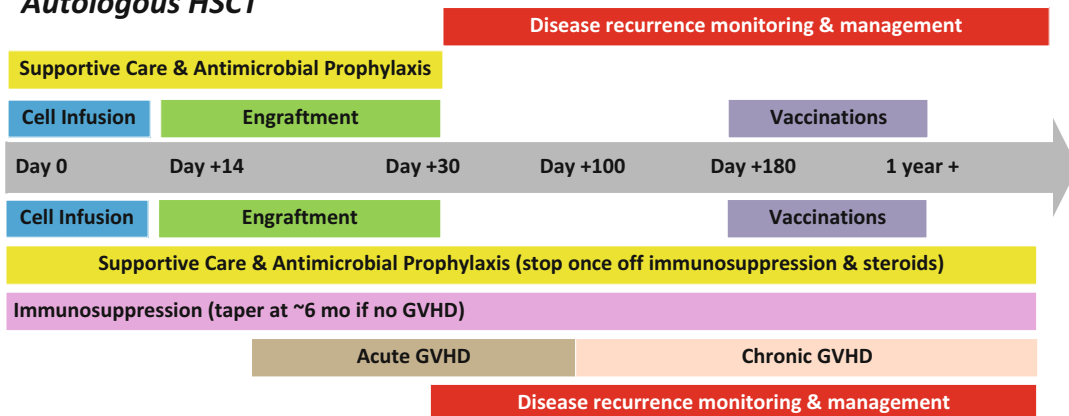 Autologous HSCT
Disease recurrence monitoring & management
Supportive Care & Antimicrobial Prophylaxis
Cell Infusion Engraftment Vaccinations
Day 0 Day +14 Day +30 Day +100 Day +180 1 year +
Cell Infusion Engraftment Vaccinations
Supportive Care & Antimicrobial Prophylaxis (stop once off immunosuppression & steroids)
Immunosuppression (taper at ~6 mo if no GVHD)
Acute GVHD Chronic GVHD
Disease recurrence monitoring & management